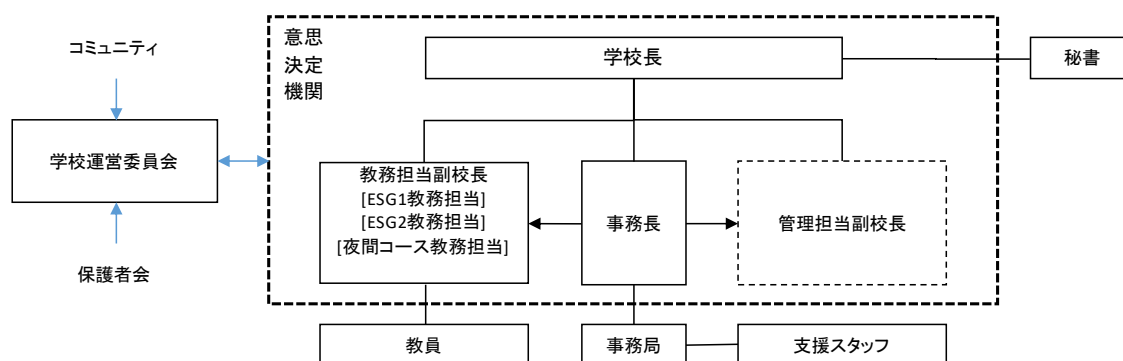 コミュニティ
学校運営委員会
保護者会
意思
決定
機関
学校長
秘書
教務担当副校長
[ESG1教務担当]
[ESG2教務担当]
[夜間コース教務担当]
事務長
管理担当副校長
教員
事務局
支援スタッフ